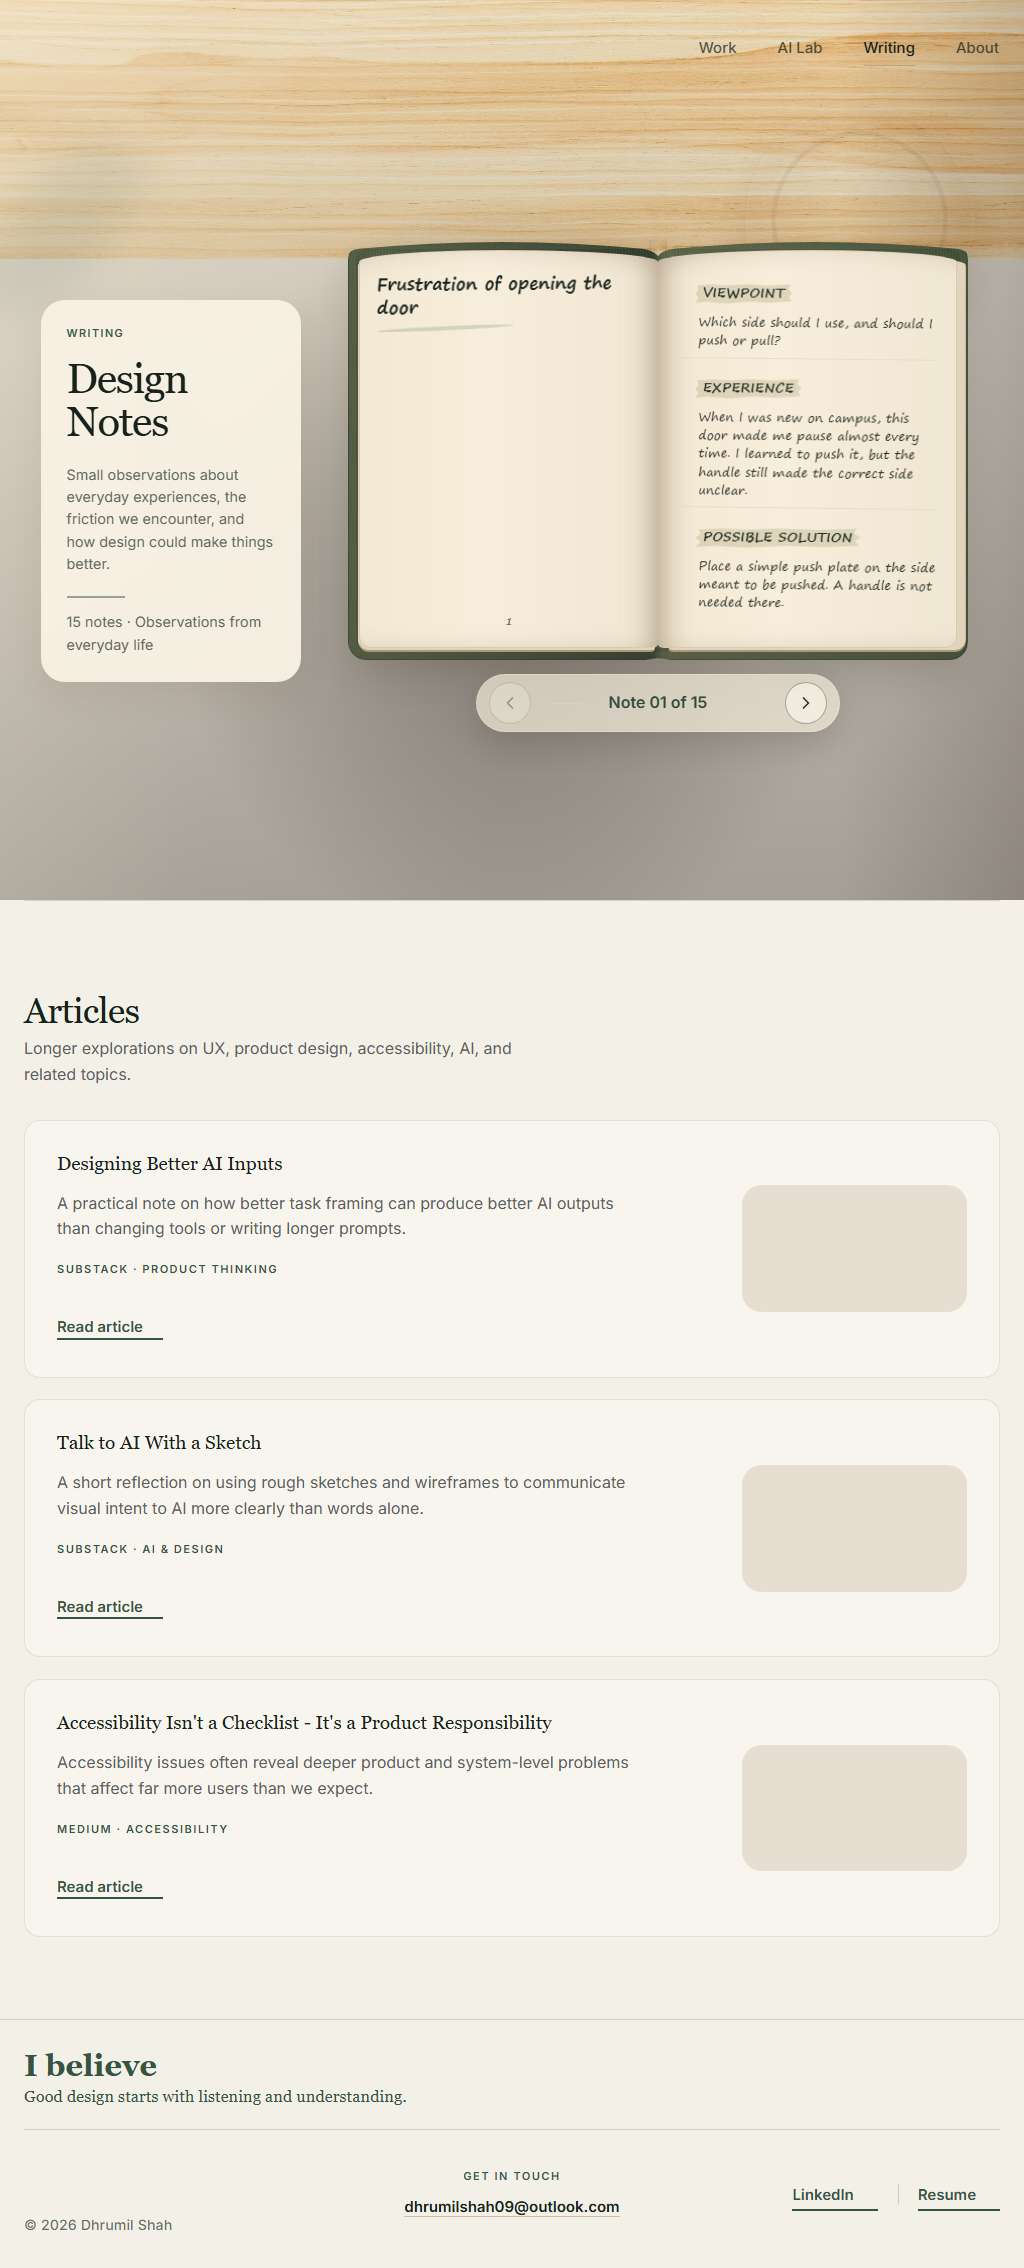 Work
AI Lab
Writing
About
WRITING
Design
Notes
Small observations about
everyday experiences, the
friction we encounter, and
how design could make things
better.
15 notes · Observations from
everyday life
Frustration of opening the
door
1
VIEWPOINT
Which side should I use, and should I
push or pull?
EXPERIENCE
When I was new on campus, this
door made me pause almost every
time. I learned to push it, but the
handle still made the correct side
unclear.
POSSIBLE SOLUTION
Place a simple push plate on the side
meant to be pushed. A handle is not
needed there.
Note 01 of 15
Articles
Longer explorations on UX, product design, accessibility, AI, and
related topics.
Designing Better AI Inputs
A practical note on how better task framing can produce better AI outputs
than changing tools or writing longer prompts.
SUBSTACK · PRODUCT THINKING
Read article
Talk to AI With a Sketch
A short reflection on using rough sketches and wireframes to communicate
visual intent to AI more clearly than words alone.
SUBSTACK · AI & DESIGN
Read article
Accessibility Isn't a Checklist - It's a Product Responsibility
Accessibility issues often reveal deeper product and system-level problems
that affect far more users than we expect.
MEDIUM · ACCESSIBILITY
Read article
I believe
Good design starts with listening and understanding.
© 2026 Dhrumil Shah
GET IN TOUCH
dhrumilshah09@outlook.com
LinkedIn
Resume